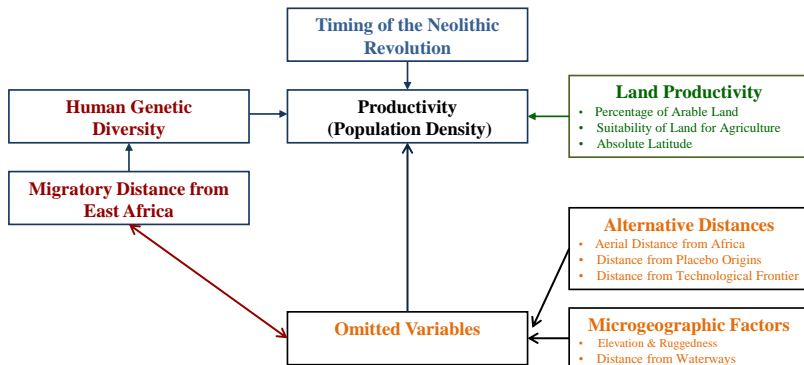 Timing of the Neolithic
Revolution
Human Genetic
Diversity
Productivity
(Population Density)
Land Productivity
• Percentage of Arable Land
• Suitability of Land for Agriculture
• Absolute Latitude
Migratory Distance from
East Africa
Alternative Distances
• Aerial Distance from Africa
• Distance from Placebo Origins
• Distance from Technological Frontier
Omitted Variables
Microgeographic Factors
• Elevation & Ruggedness
• Distance from Waterways